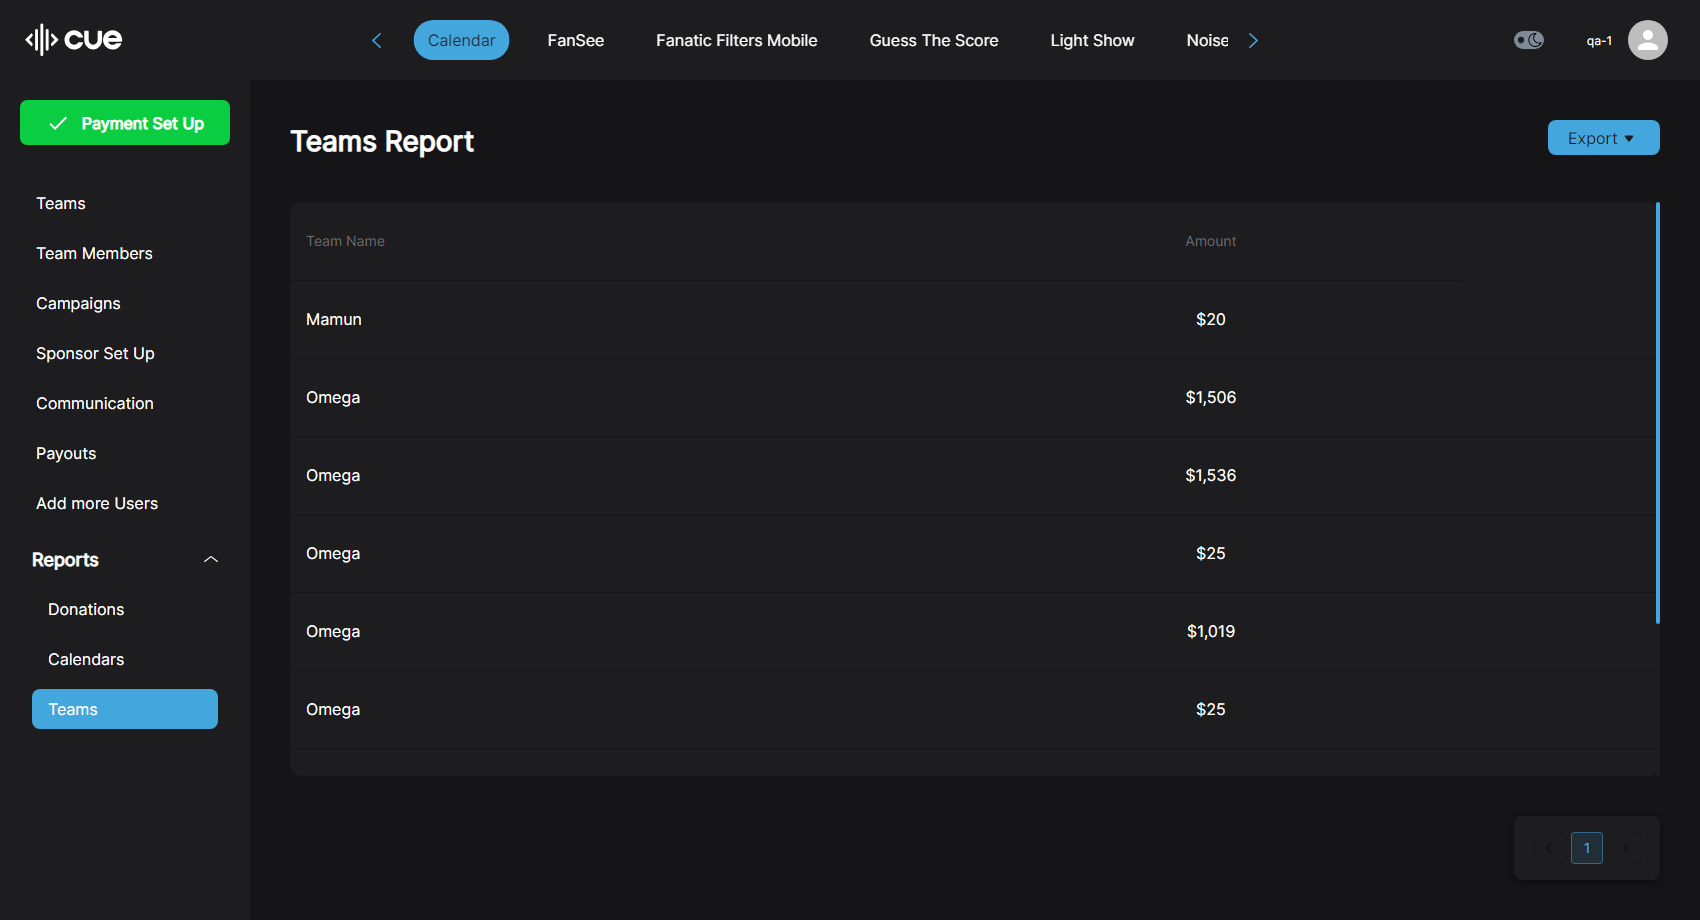 cue
Calendar FanSee Fanatic Filters Mobile Guess The Score Light Show Noise
qa-1
Payment Set Up
Teams
Team Members
Campaigns
Sponsor Set Up
Communication
Payouts
Add more Users
Reports
Donations
Calendars
Teams
Teams Report
Export
Team Name Amount
Mamun $20
Omega $1,506
Omega $1,536
Omega $25
Omega $1,019
Omega $25
1